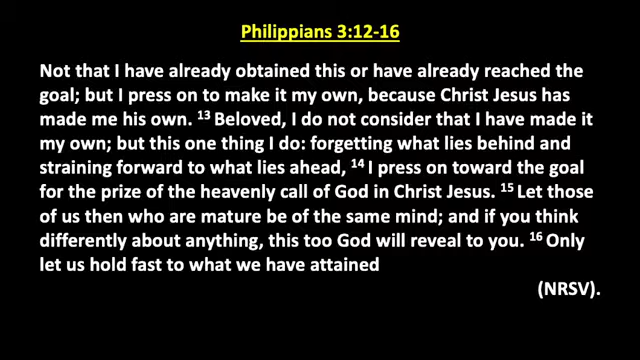 Philippians 3:12-16
Not that I have already obtained this or have already reached the
goal; but I press on to make it my own, because Christ Jesus has
made me his own. 13 Beloved, I do not consider that I have made it
my own; but this one thing I do: forgetting what lies behind and
straining forward to what lies ahead, 14 I press on toward the goal
for the prize of the heavenly call of God in Christ Jesus. 15 Let those
of us then who are mature be of the same mind; and if you think
differently about anything, this too God will reveal to you. 16 Only
let us hold fast to what we have attained
(NRSV).